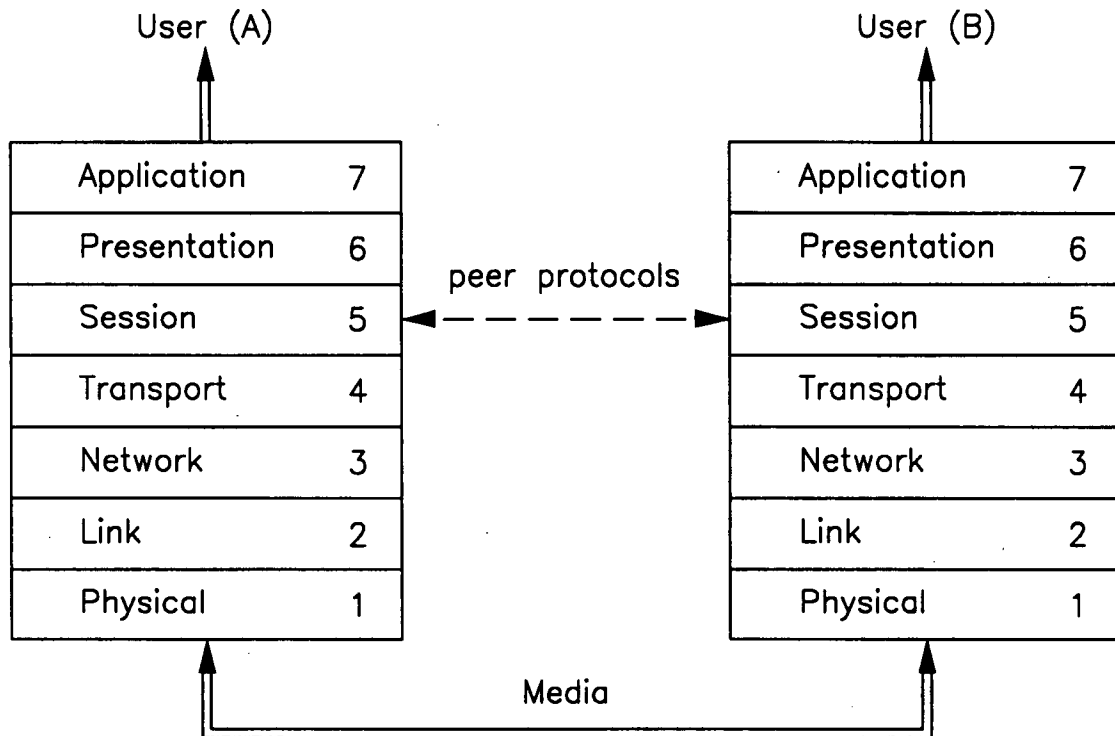 User (A)
User (B)
Application 7
Presentation 6
Session 5
Transport 4
Network 3
Link 2
Physical 1
peer protocols
Application 7
Presentation 6
Session 5
Transport 4
Network 3
Link 2
Physical 1
Media